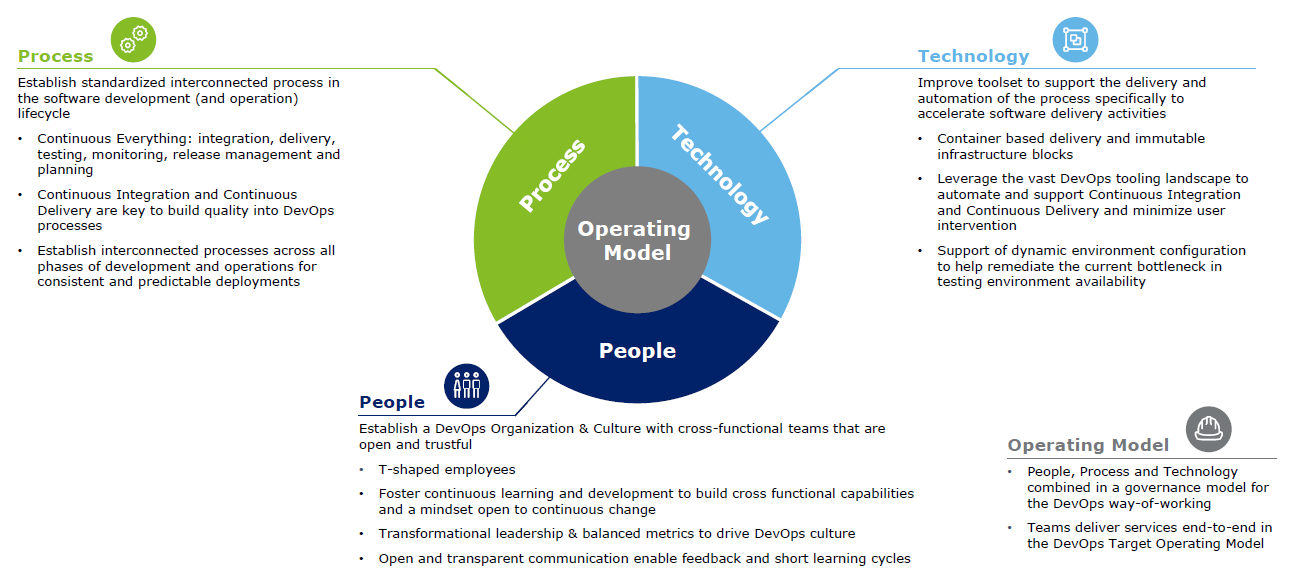 Process
Establish standardized interconnected process in
the software development (and operation)
lifecycle
• Continuous Everything: integration, delivery,
testing, monitoring, release management and
planning
• Continuous Integration and Continuous
Delivery are key to build quality into DevOps
processes
• Establish interconnected processes across all
phases of development and operations for
consistent and predictable deployments
Process
Technology
Operating
Model
People
Technology
Improve toolset to support the delivery and
automation of the process specifically to
accelerate software delivery activities
• Container based delivery and immutable
infrastructure blocks
• Leverage the vast DevOps tooling landscape to
automate and support Continuous Integration
and Continuous Delivery and minimize user
intervention
• Support of dynamic environment configuration
to help remediate the current bottleneck in
testing environment availability
People
Establish a DevOps Organization & Culture with cross-functional teams that are
open and trustful
• T-shaped employees
• Foster continuous learning and development to build cross functional capabilities
and a mindset open to continuous change
• Transformational leadership & balanced metrics to drive DevOps culture
• Open and transparent communication enable feedback and short learning cycles
Operating Model
• People, Process and Technology
combined in a governance model for
the DevOps way-of-working
• Teams deliver services end-to-end in
the DevOps Target Operating Model